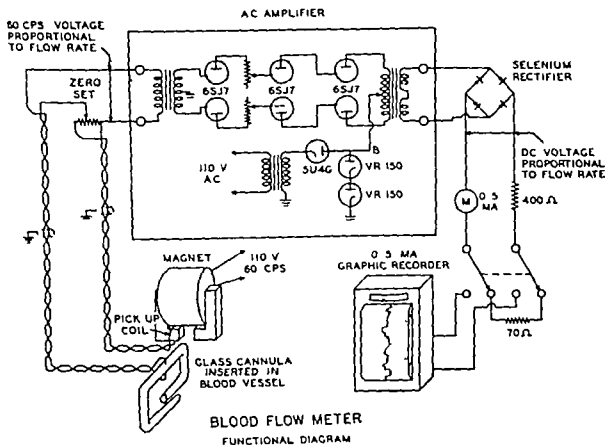 AC AMPLIFIER
60 CPS VOLTAGE
PROPORTIONAL
TO FLOW RATE
ZERO
SET
6SJ7
6SJ7
6SJ7
SELENIUM
RECTIFIER
110 V
AC
5U4G
B
VR 150
VR 150
DC VOLTAGE
PROPORTIONAL
TO FLOW RATE
M
0 5
MA
400 Ω
MAGNET
110 V
60 CPS
PICK UP
COIL
0 5 MA
GRAPHIC RECORDER
70 Ω
GLASS CANNULA
INSERTED IN
BLOOD VESSEL
BLOOD FLOW METER
FUNCTIONAL DIAGRAM